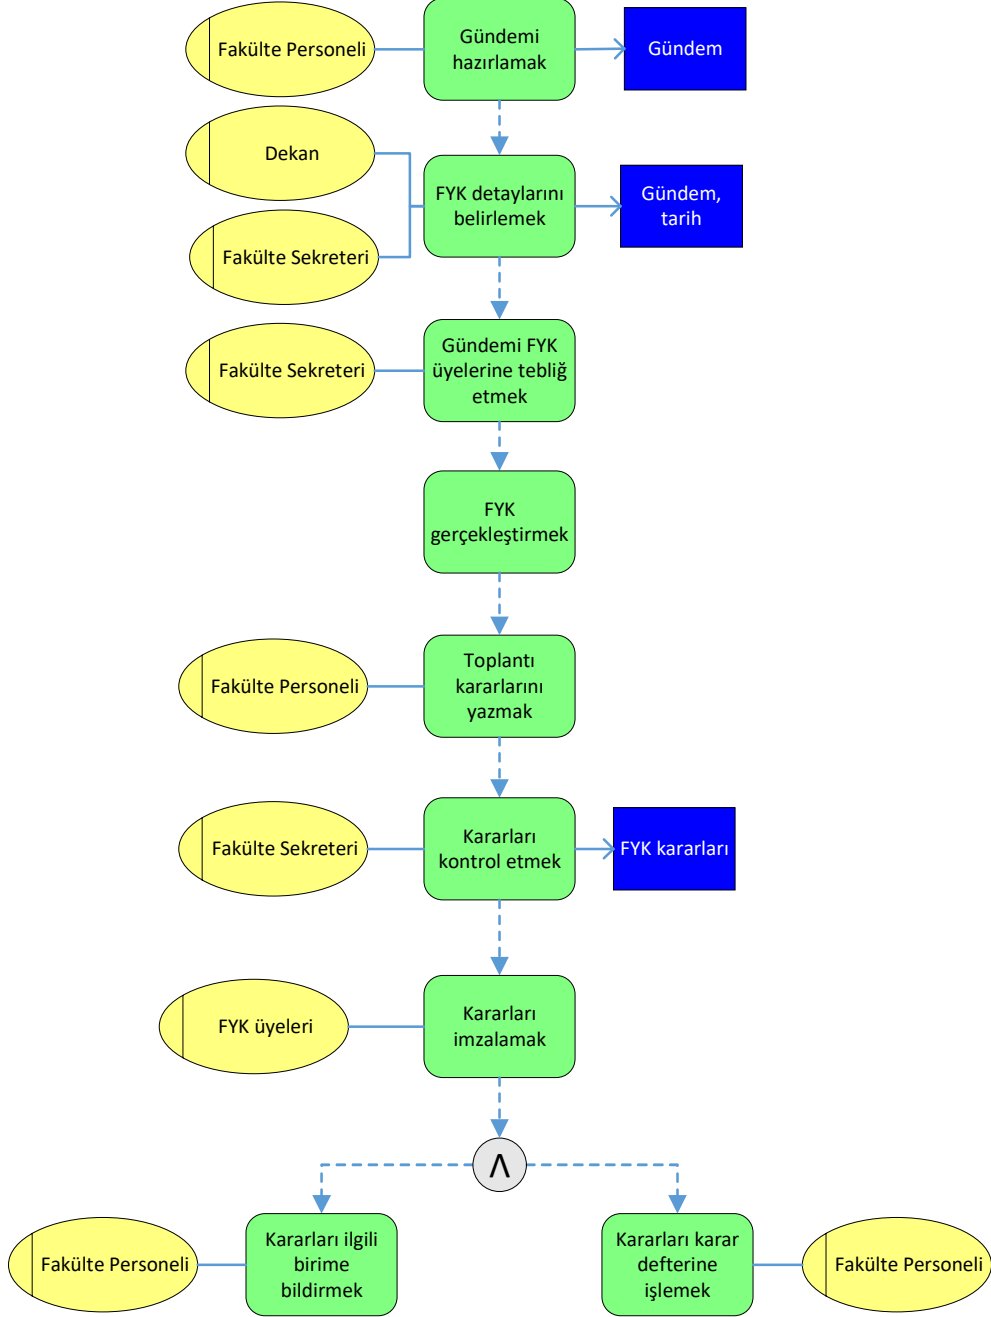 Fakülte Personeli
Gündemi
hazırlamak
Gündem
Dekan
FYK detaylarını
belirlemek
Gündem,
tarih
Fakülte Sekreteri
Fakülte Sekreteri
Gündemi FYK
üyelerine tebliğ
etmek
FYK
gerçekleştirmek
Fakülte Personeli
Toplantı
kararlarını
yazmak
Fakülte Sekreteri
Kararları
kontrol etmek
FYK kararları
FYK üyeleri
Kararları
imzalamak
Λ
Fakülte Personeli
Kararları ilgili
birime
bildirmek
Kararları karar
defterine
işlemek
Fakülte Personeli